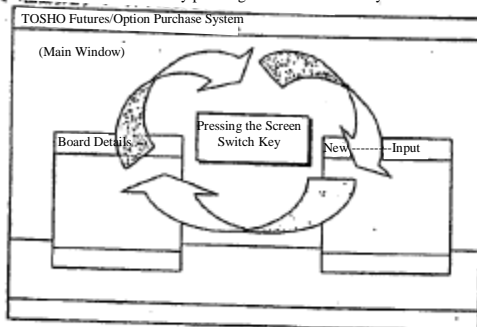 TOSHO Futures/Option Purchase System
(Main Window)
Pressing the Screen
Switch Key
Board Details
New --------Input